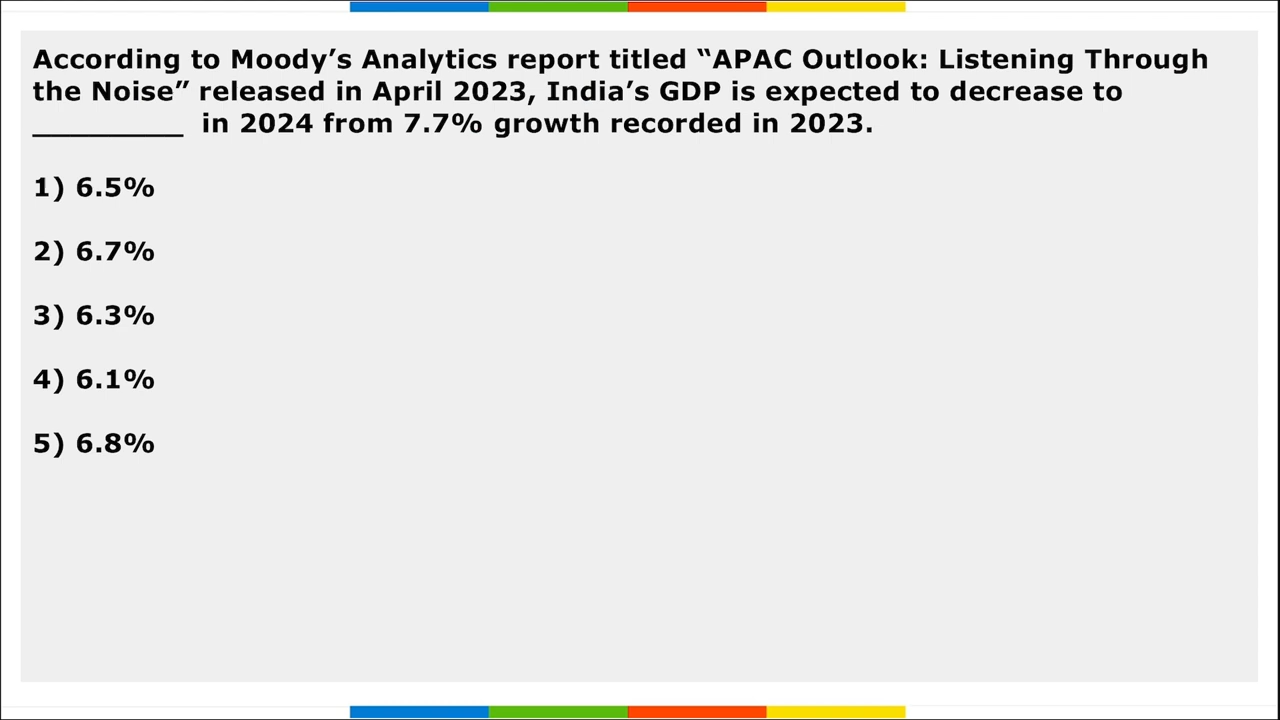 According to Moody’s Analytics report titled “APAC Outlook: Listening Through
the Noise” released in April 2023, India’s GDP is expected to decrease to
___________ in 2024 from 7.7% growth recorded in 2023.
1) 6.5%
2) 6.7%
3) 6.3%
4) 6.1%
5) 6.8%